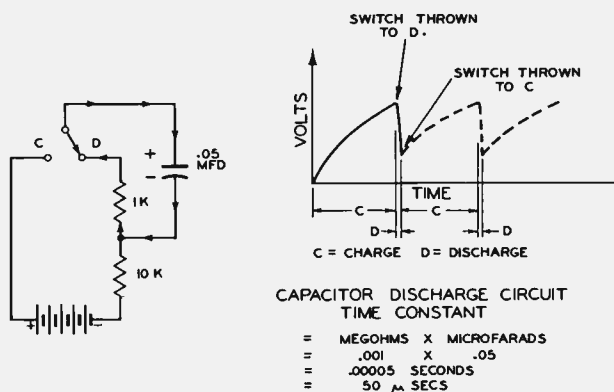 SWITCH THROWN
TO D.
SWITCH THROWN
TO C
VOLTS
TIME
C
C
D
D
C = CHARGE D = DISCHARGE
C
D
+
-
.05
MFD
1K
10 K
+
-
CAPACITOR DISCHARGE CIRCUIT
TIME CONSTANT
= MEGOHMS X MICROFARADS
= .001 X .05
= .00005 SECONDS
= 50 μ SECS